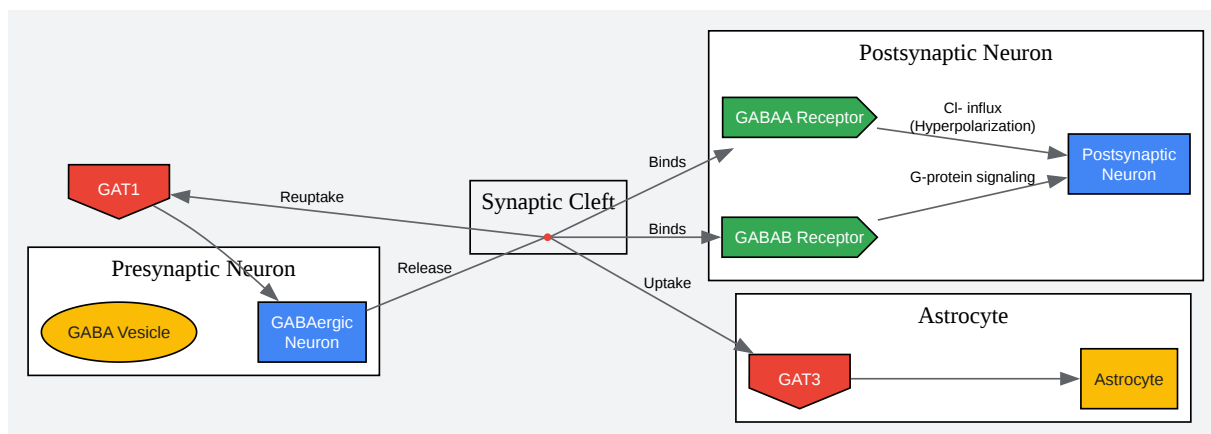 Postsynaptic Neuron
GABAA Receptor
Cl- influx
(Hyperpolarization)
Postsynaptic
Neuron
Binds
G-protein signaling
GAT1
Reuptake
Synaptic Cleft
Binds
GABAB Receptor
Presynaptic Neuron
Release
Uptake
GABA Vesicle
GABAergic
Neuron
Astrocyte
GAT3
Astrocyte